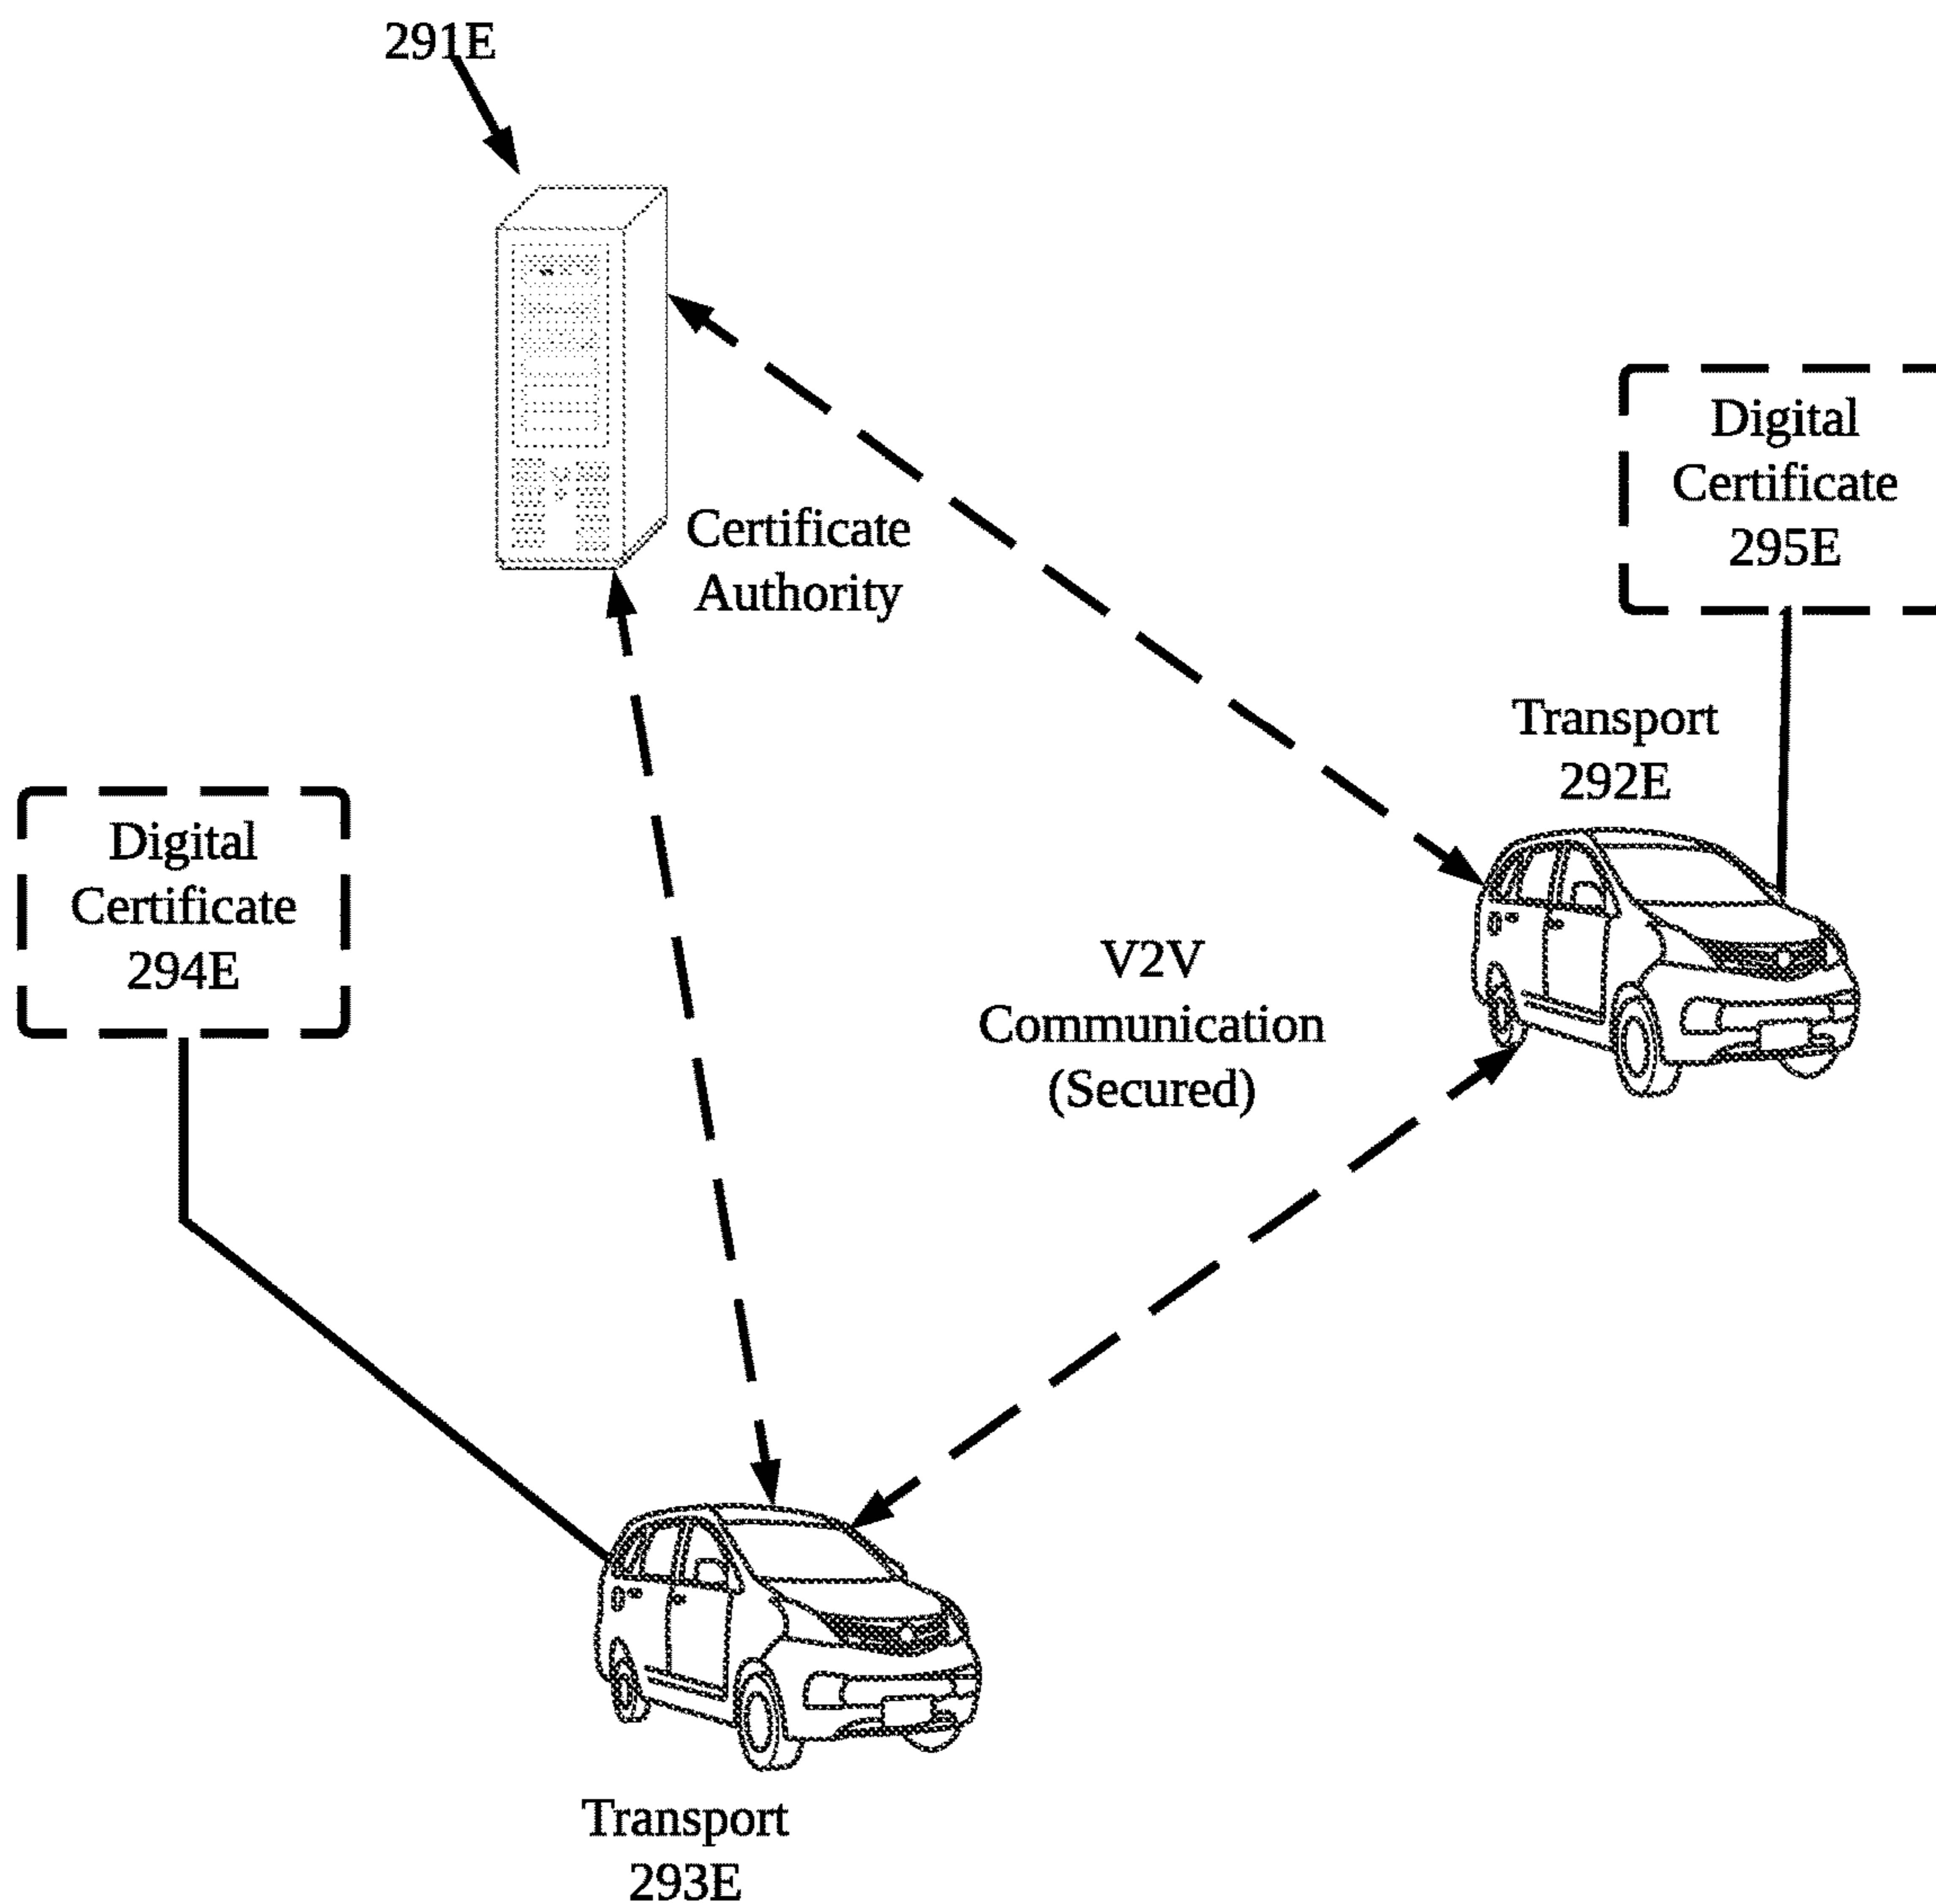 291E
Certificate
Authority
Digital
Certificate
295E
Transport
292E
Digital
Certificate
294E
V2V
Communication
(Secured)
Transport
293E